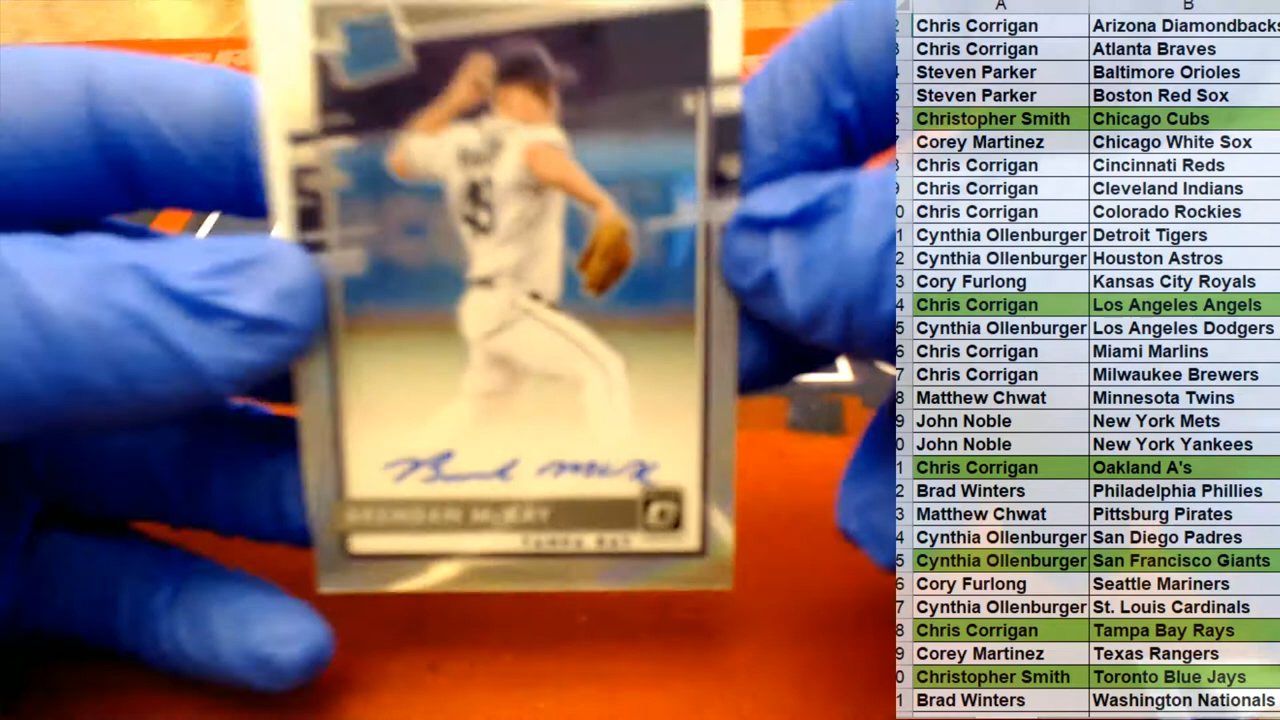 BRENDAN McKAY
TAMPA BAY
A B
Chris Corrigan Arizona Diamondbacks
Chris Corrigan Atlanta Braves
Steven Parker Baltimore Orioles
Steven Parker Boston Red Sox
Christopher Smith Chicago Cubs
Corey Martinez Chicago White Sox
Chris Corrigan Cincinnati Reds
Chris Corrigan Cleveland Indians
Chris Corrigan Colorado Rockies
Cynthia Ollenburger Detroit Tigers
Cynthia Ollenburger Houston Astros
Cory Furlong Kansas City Royals
Chris Corrigan Los Angeles Angels
Cynthia Ollenburger Los Angeles Dodgers
Chris Corrigan Miami Marlins
Chris Corrigan Milwaukee Brewers
Matthew Chwat Minnesota Twins
John Noble New York Mets
John Noble New York Yankees
Chris Corrigan Oakland A's
Brad Winters Philadelphia Phillies
Matthew Chwat Pittsburg Pirates
Cynthia Ollenburger San Diego Padres
Cynthia Ollenburger San Francisco Giants
Cory Furlong Seattle Mariners
Cynthia Ollenburger St. Louis Cardinals
Chris Corrigan Tampa Bay Rays
Corey Martinez Texas Rangers
Christopher Smith Toronto Blue Jays
Brad Winters Washington Nationals